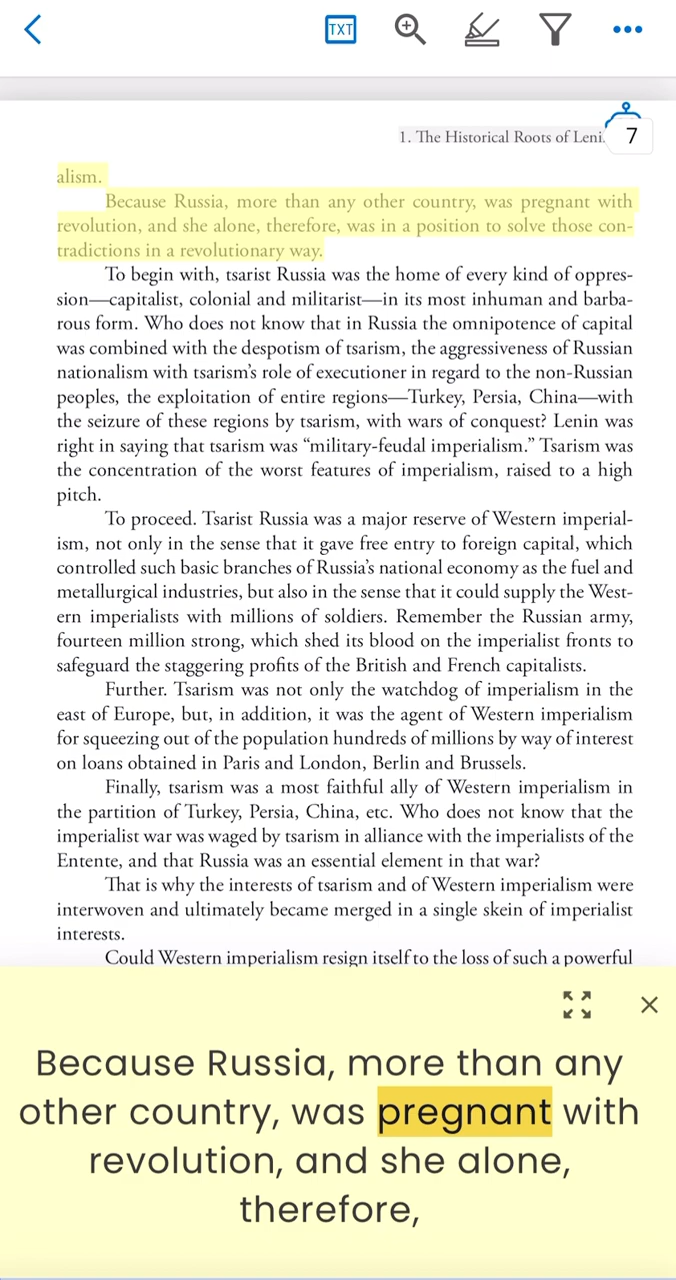 TXT
1. The Historical Roots of Leni
7
alism.
Because Russia, more than any other country, was pregnant with
revolution, and she alone, therefore, was in a position to solve those con-
tradictions in a revolutionary way.
To begin with, tsarist Russia was the home of every kind of oppres-
sion—capitalist, colonial and militarist—in its most inhuman and barba-
rous form. Who does not know that in Russia the omnipotence of capital
was combined with the despotism of tsarism, the aggressiveness of Russian
nationalism with tsarism’s role of executioner in regard to the non-Russian
peoples, the exploitation of entire regions—Turkey, Persia, China—with
the seizure of these regions by tsarism, with wars of conquest? Lenin was
right in saying that tsarism was “military-feudal imperialism.” Tsarism was
the concentration of the worst features of imperialism, raised to a high
pitch.
To proceed. Tsarist Russia was a major reserve of Western imperial-
ism, not only in the sense that it gave free entry to foreign capital, which
controlled such basic branches of Russia’s national economy as the fuel and
metallurgical industries, but also in the sense that it could supply the West-
ern imperialists with millions of soldiers. Remember the Russian army,
fourteen million strong, which shed its blood on the imperialist fronts to
safeguard the staggering profits of the British and French capitalists.
Further. Tsarism was not only the watchdog of imperialism in the
east of Europe, but, in addition, it was the agent of Western imperialism
for squeezing out of the population hundreds of millions by way of interest
on loans obtained in Paris and London, Berlin and Brussels.
Finally, tsarism was a most faithful ally of Western imperialism in
the partition of Turkey, Persia, China, etc. Who does not know that the
imperialist war was waged by tsarism in alliance with the imperialists of the
Entente, and that Russia was an essential element in that war?
That is why the interests of tsarism and of Western imperialism were
interwoven and ultimately became merged in a single skein of imperialist
interests.
Could Western imperialism resign itself to the loss of such a powerful
Because Russia, more than any
other country, was pregnant with
revolution, and she alone,
therefore,